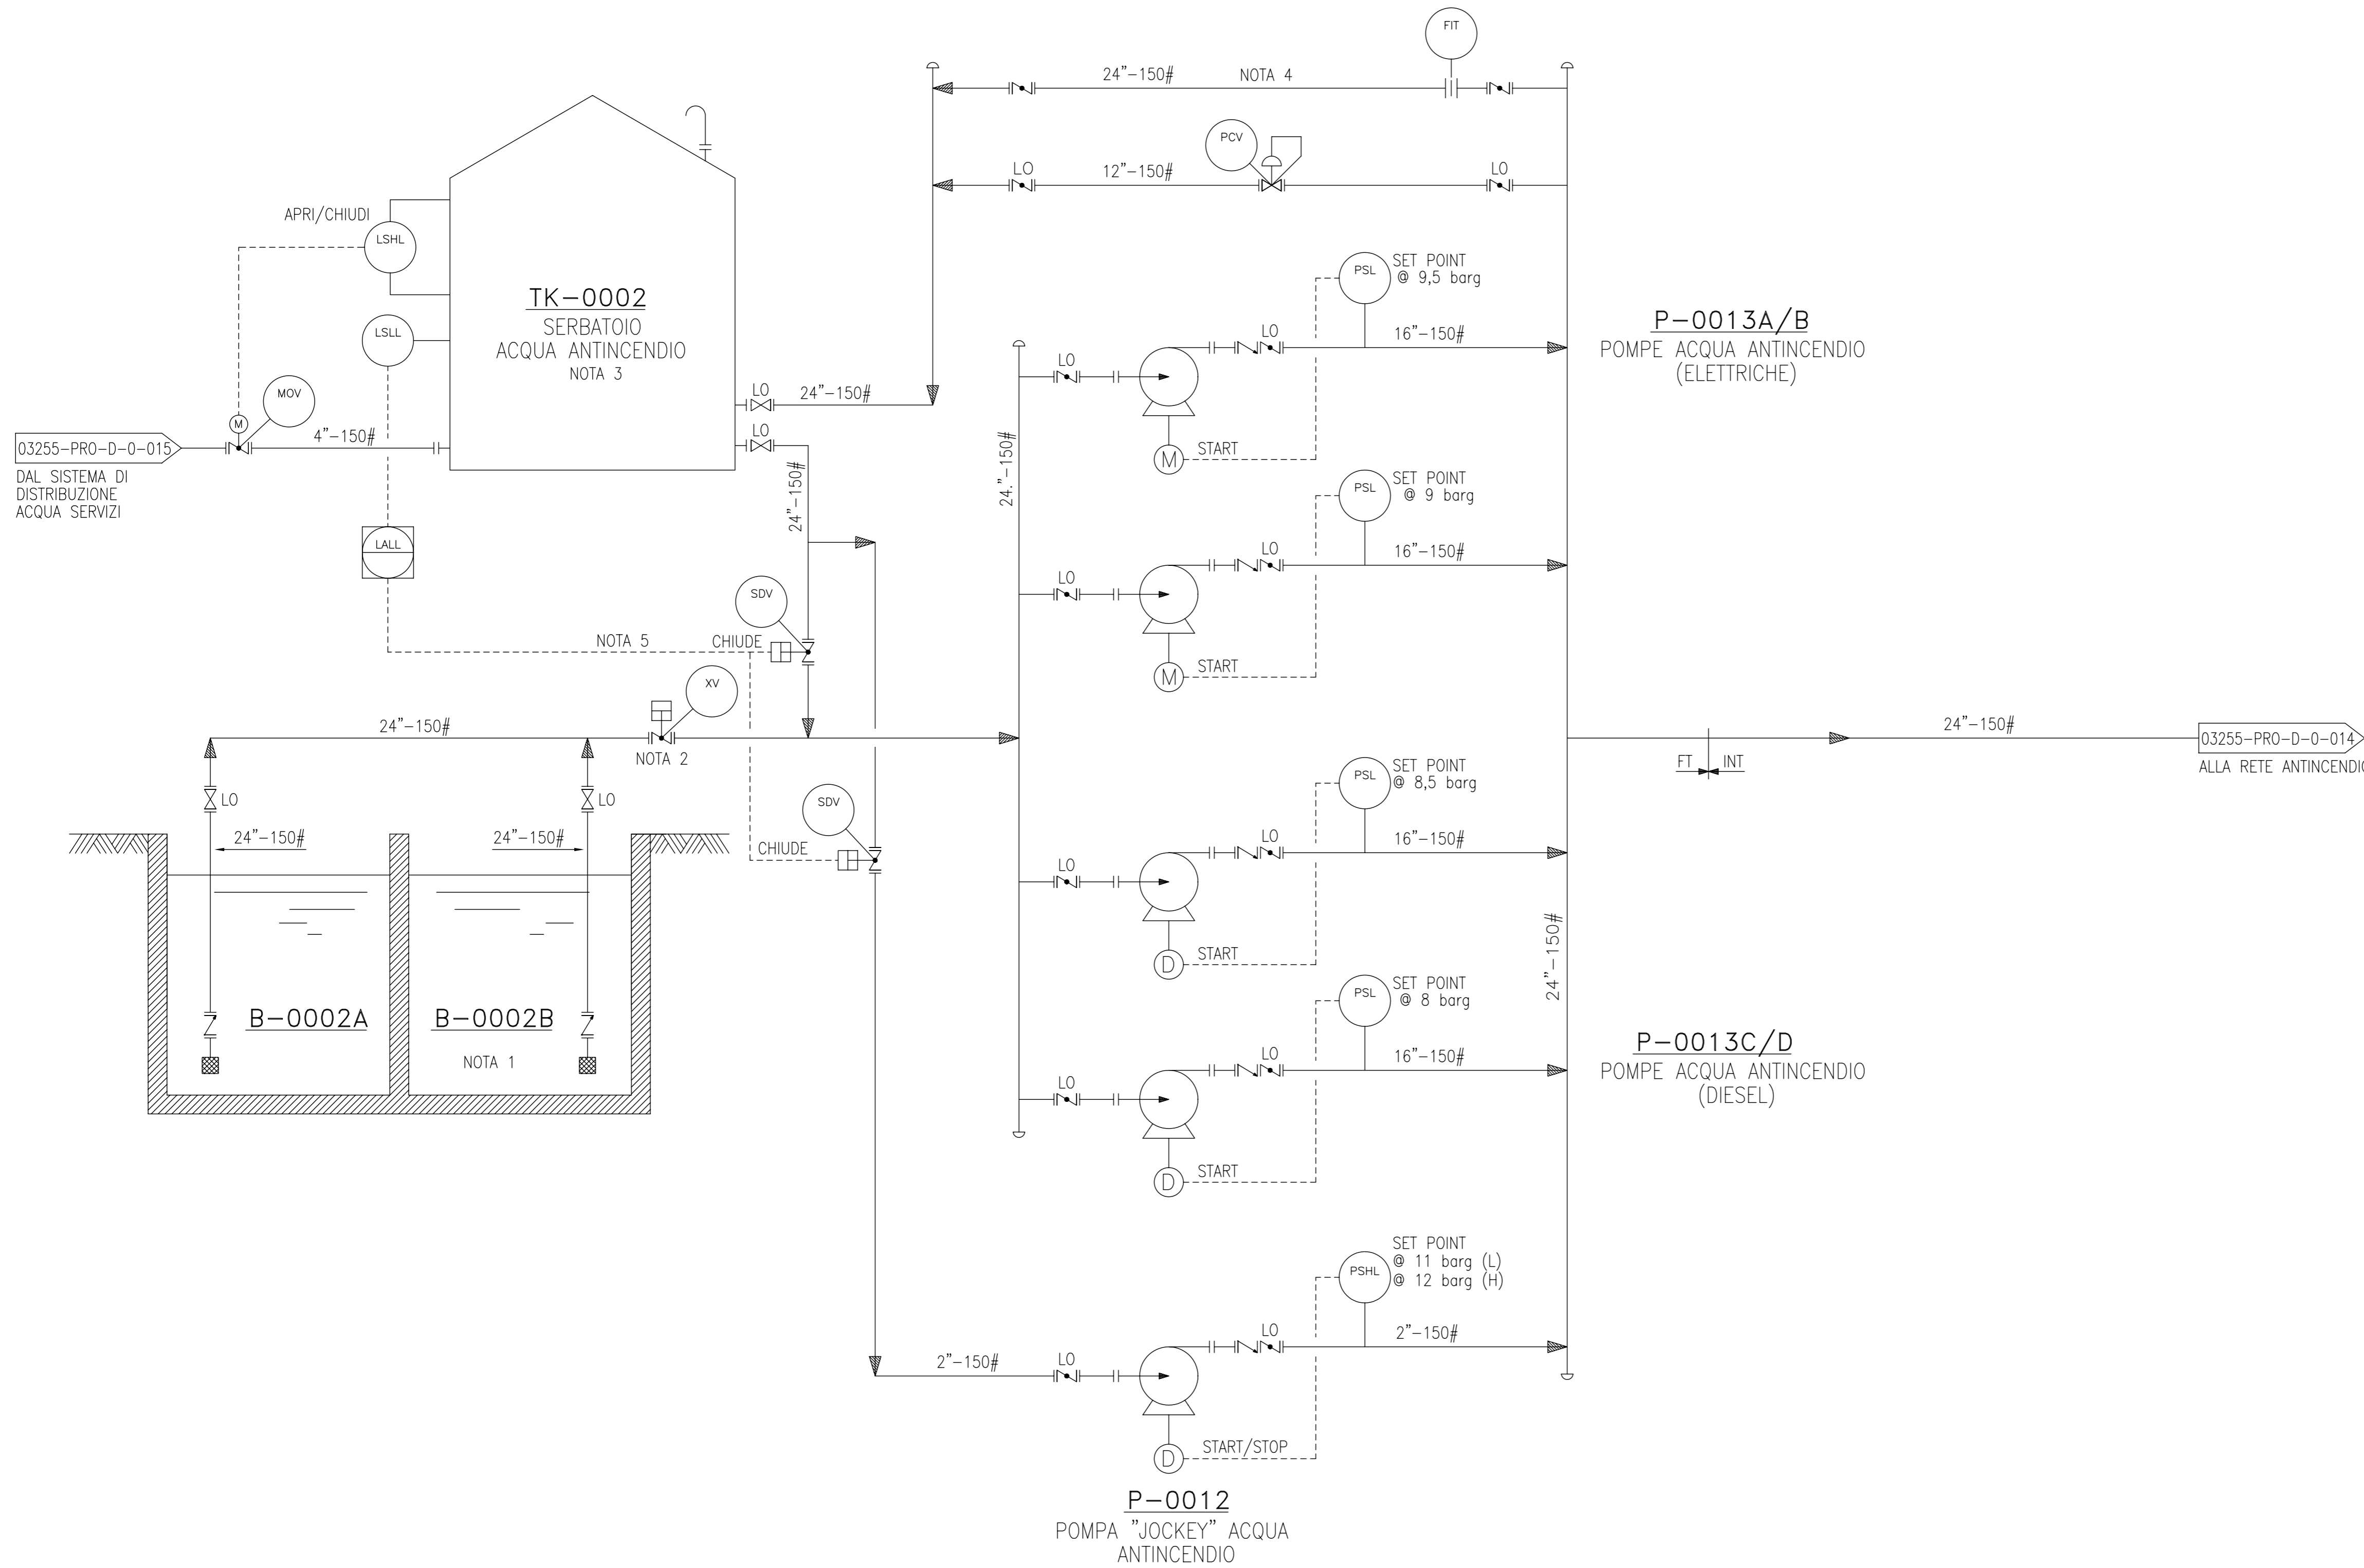 FIT
24"-150# NOTA 4
PCV
LO
12"-150#
LO
APRI/CHIUDI
LSHL
TK-0002
SERBATOIO
ACQUA ANTINCENDIO
NOTA 3
LSLL
MOV
M
4"-150#
03255-PRO-D-0-015
DAL SISTEMA DI
DISTRIBUZIONE
ACQUA SERVIZI
LO
24"-150#
LO
24"-150#
LALL
SDV
NOTA 5
CHIUDE
XV
24"-150#
NOTA 2
SDV
CHIUDE
LO
LO
24"-150#
24"-150#
B-0002A
B-0002B
NOTA 1
24."-150#
PSL
SET POINT
@ 9,5 barg
LO
LO
16"-150#
M
START
P-0013A/B
POMPE ACQUA ANTINCENDIO
(ELETTRICHE)
PSL
SET POINT
@ 9 barg
LO
LO
16"-150#
M
START
24"-150#
FT
INT
03255-PRO-D-0-014
ALLA RETE ANTINCENDIO
PSL
SET POINT
@ 8,5 barg
LO
LO
16"-150#
D
START
24"-150#
PSL
SET POINT
@ 8 barg
LO
LO
16"-150#
D
START
P-0013C/D
POMPE ACQUA ANTINCENDIO
(DIESEL)
PSHL
SET POINT
@ 11 barg (L)
@ 12 barg (H)
2"-150#
LO
LO
2"-150#
D
START/STOP
P-0012
POMPA "JOCKEY" ACQUA
ANTINCENDIO